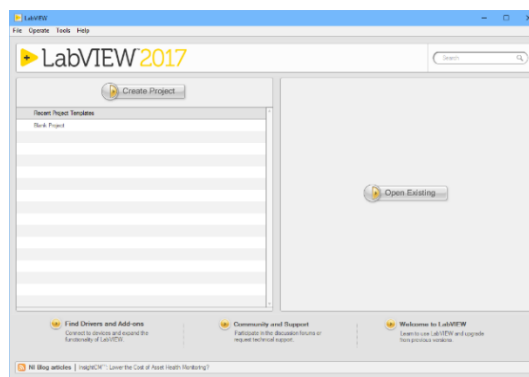 LabVIEW
File Operate Tools Help
LabVIEW 2017
Search
Create Project
Recent Project Templates
Blank Project
Open Existing
Find Drivers and Add-ons
Connect to devices and expand the
functionality of LabVIEW.
Community and Support
Participate in the discussion forums or
request technical support.
Welcome to LabVIEW
Learn to use LabVIEW and upgrade
from previous versions.
NI Blog articles | InsightCM™: Lower the Cost of Asset Health Monitoring?